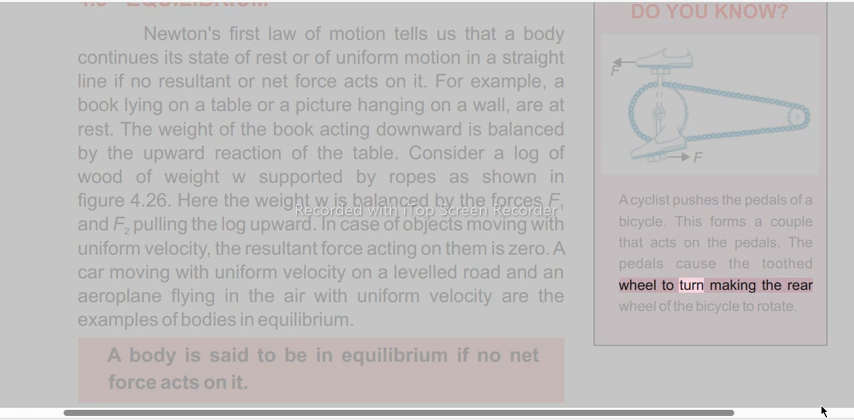 4.8 EQUILIBRIUM
Newton's first law of motion tells us that a body
continues its state of rest or of uniform motion in a straight
line if no resultant or net force acts on it. For example, a
book lying on a table or a picture hanging on a wall, are at
rest. The weight of the book acting downward is balanced
by the upward reaction of the table. Consider a log of
wood of weight w supported by ropes as shown in
figure 4.26. Here the weight w is balanced by the forces F₁
and F₂ pulling the log upward. In case of objects moving with
uniform velocity, the resultant force acting on them is zero. A
car moving with uniform velocity on a levelled road and an
aeroplane flying in the air with uniform velocity are the
examples of bodies in equilibrium.
A body is said to be in equilibrium if no net
force acts on it.
DO YOU KNOW?
F
F
A cyclist pushes the pedals of a
bicycle. This forms a couple
that acts on the pedals. The
pedals cause the toothed
wheel to turn making the rear
wheel of the bicycle to rotate.
Recorded with iTop Screen Recorder